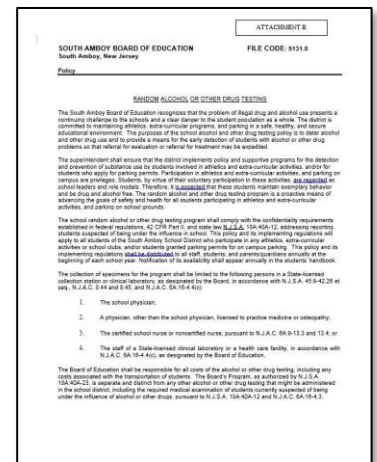 ATTACHMENT B
SOUTH AMBOY BOARD OF EDUCATION FILE CODE: 5131.8
South Amboy, New Jersey
Policy
RANDOM ALCOHOL OR OTHER DRUG TESTING
The South Amboy Board of Education recognizes that the problem of illegal drug and alcohol use presents a
continuing challenge to the schools and a clear danger to the student population as a whole. The district is
committed to maintaining athletics, extra-curricular programs, and parking in a safe, healthy, and secure
educational environment. The purposes of the school alcohol and other drug testing policy is to deter alcohol
and other drug use and to provide a means for the early detection of students with alcohol or other drug
problems so that referral for evaluation or referral for treatment may be expedited.
The superintendent shall ensure that the district implements policy and supportive programs for the detection
and prevention of substance use by students involved in athletics and extra-curricular activities, and/or for
students who apply for parking permits. Participation in athletics and extra-curricular activities, and parking on
campus are privileges. Students, by virtue of their voluntary participation in these activities, are regarded as
school leaders and role models. Therefore, it is expected that these students maintain exemplary behavior
and be drug and alcohol free. The random alcohol and other drug testing program is a proactive means of
advancing the goals of safety and health for all students participating in athletics and extra-curricular
activities, and parking on school grounds.
The school random alcohol or other drug testing program shall comply with the confidentiality requirements
established in federal regulations, 42 CFR Part II, and state law N.J.S.A. 18A:40A-12, addressing reporting
students suspected of being under the influence in school. This policy and its implementing regulations will
apply to all students of the South Amboy School District who participate in any athletics, extra-curricular
activities or school clubs, and/or students granted parking permits for on campus parking. This policy and its
implementing regulations shall be distributed to all staff, students, and parents/guardians annually at the
beginning of each school year. Notification of its availability shall appear annually in the students' handbook.
The collection of specimens for the program shall be limited to the following persons in a State-licensed
collection station or clinical laboratory, as designated by the Board, in accordance with N.J.S.A. 45:9-42.26 et
seq., N.J.A.C. 8:44 and 8:45, and N.J.A.C. 6A:16-4.4(c):
1. The school physician;
2. A physician, other than the school physician, licensed to practice medicine or osteopathy;
3. The certified school nurse or noncertified nurse, pursuant to N.J.S.A. 6A:9-13.3 and 13.4; or
4. The staff of a State-licensed clinical laboratory or a health care facility, in accordance with
N.J.A.C. 6A:16-4.4(c), as designated by the Board of Education.
The Board of Education shall be responsible for all costs of the alcohol or other drug testing, including any
costs associated with the transportation of students. The Board's Program, as authorized by N.J.S.A.
18A:40A-23, is separate and distinct from any other alcohol or other drug testing that might be administered
in the school district, including the required medical examination of students currently suspected of being
under the influence of alcohol or other drugs, pursuant to N.J.S.A. 18A:40A-12 and N.J.A.C. 6A:16-4.3.